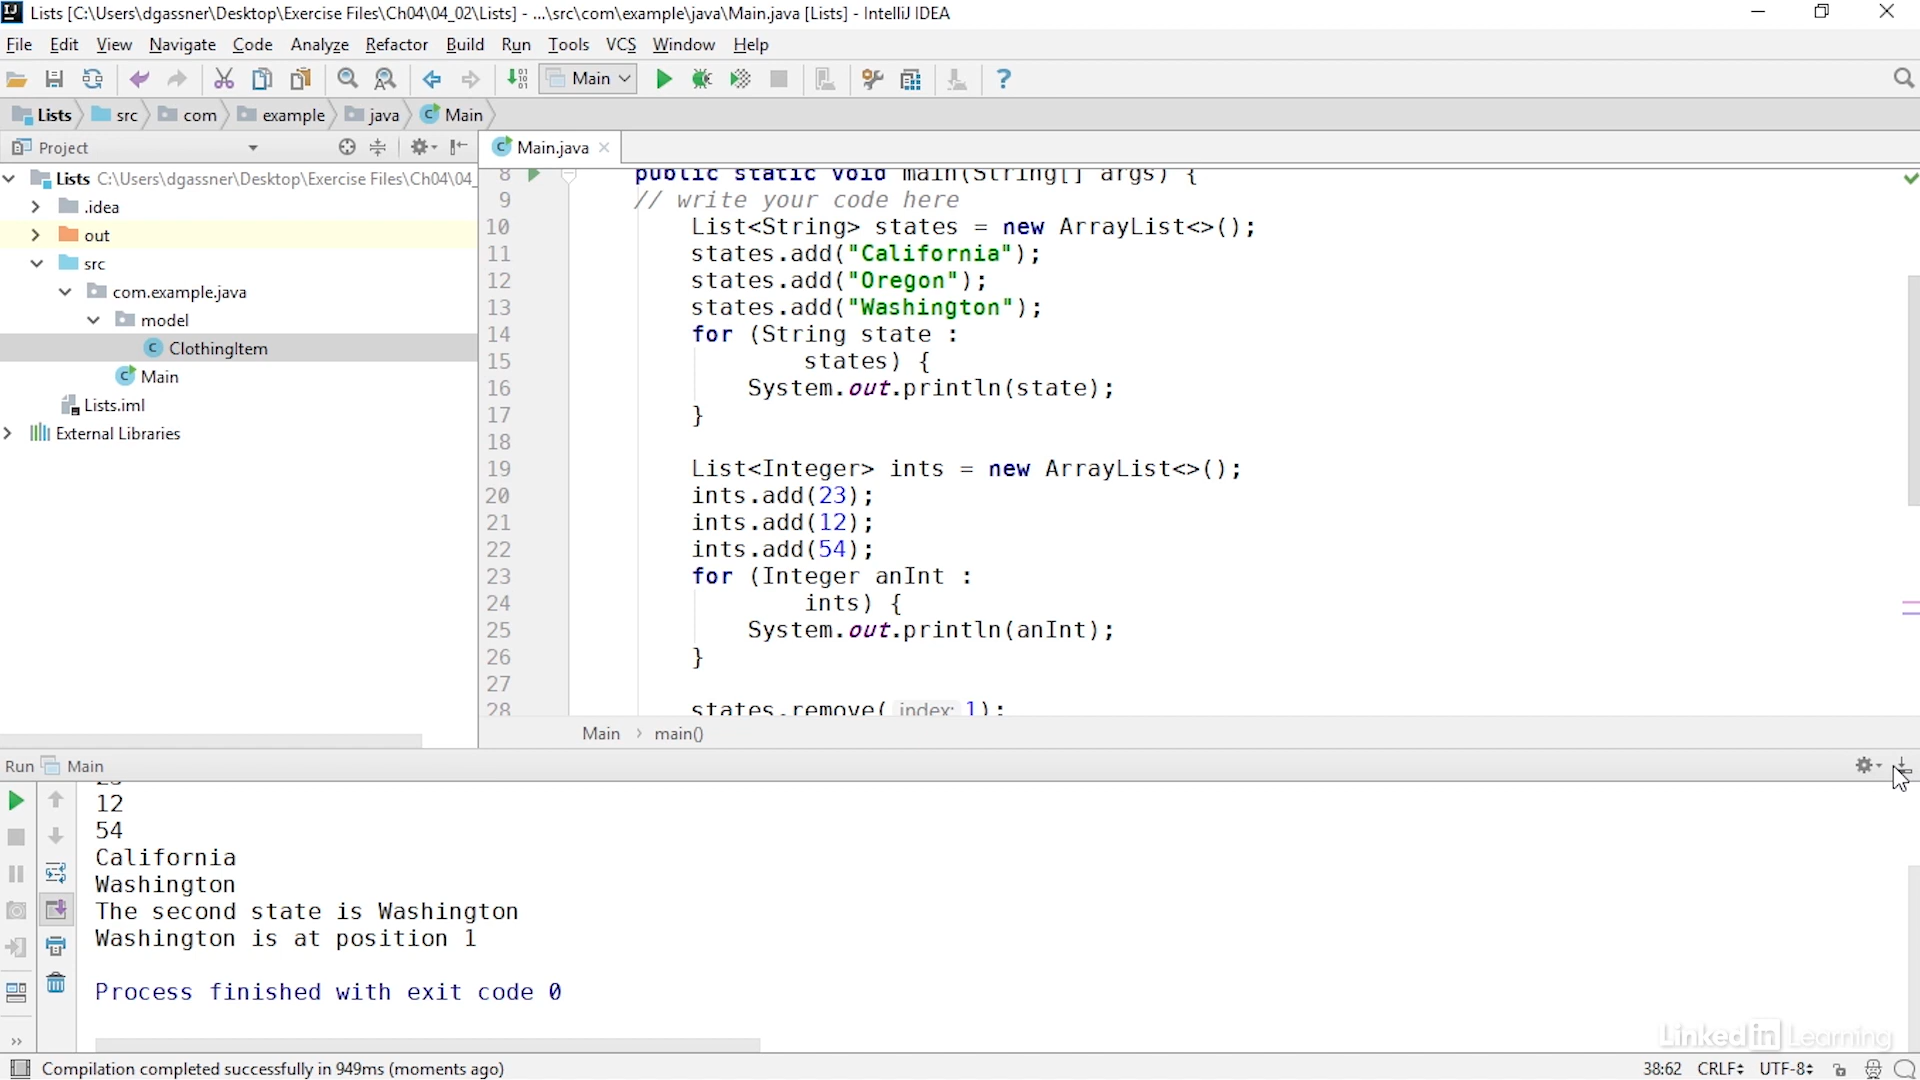 Lists [C:\Users\dgassner\Desktop\Exercise Files\Ch04\04_02\Lists] - ...\src\com\example\java\Main.java [Lists] - IntelliJ IDEA
File Edit View Navigate Code Analyze Refactor Build Run Tools VCS Window Help
Main
Lists src com example java Main
Project
Main.java
Lists C:\Users\dgassner\Desktop\Exercise Files\Ch04\04_
.idea
out
src
com.example.java
model
ClothingItem
Main
Lists.iml
External Libraries
8 public static void main(String[] args) {
9 // write your code here
10 List<String> states = new ArrayList<>();
11 states.add("California");
12 states.add("Oregon");
13 states.add("Washington");
14 for (String state :
15 states) {
16 System.out.println(state);
17 }
18
19 List<Integer> ints = new ArrayList<>();
20 ints.add(23);
21 ints.add(12);
22 ints.add(54);
23 for (Integer anInt :
24 ints) {
25 System.out.println(anInt);
26 }
27
28 states.remove( index: 1);
Main › main()
Run Main
12
54
California
Washington
The second state is Washington
Washington is at position 1
Process finished with exit code 0
LinkedIn Learning
Compilation completed successfully in 949ms (moments ago)
38:62 CRLF UTF-8